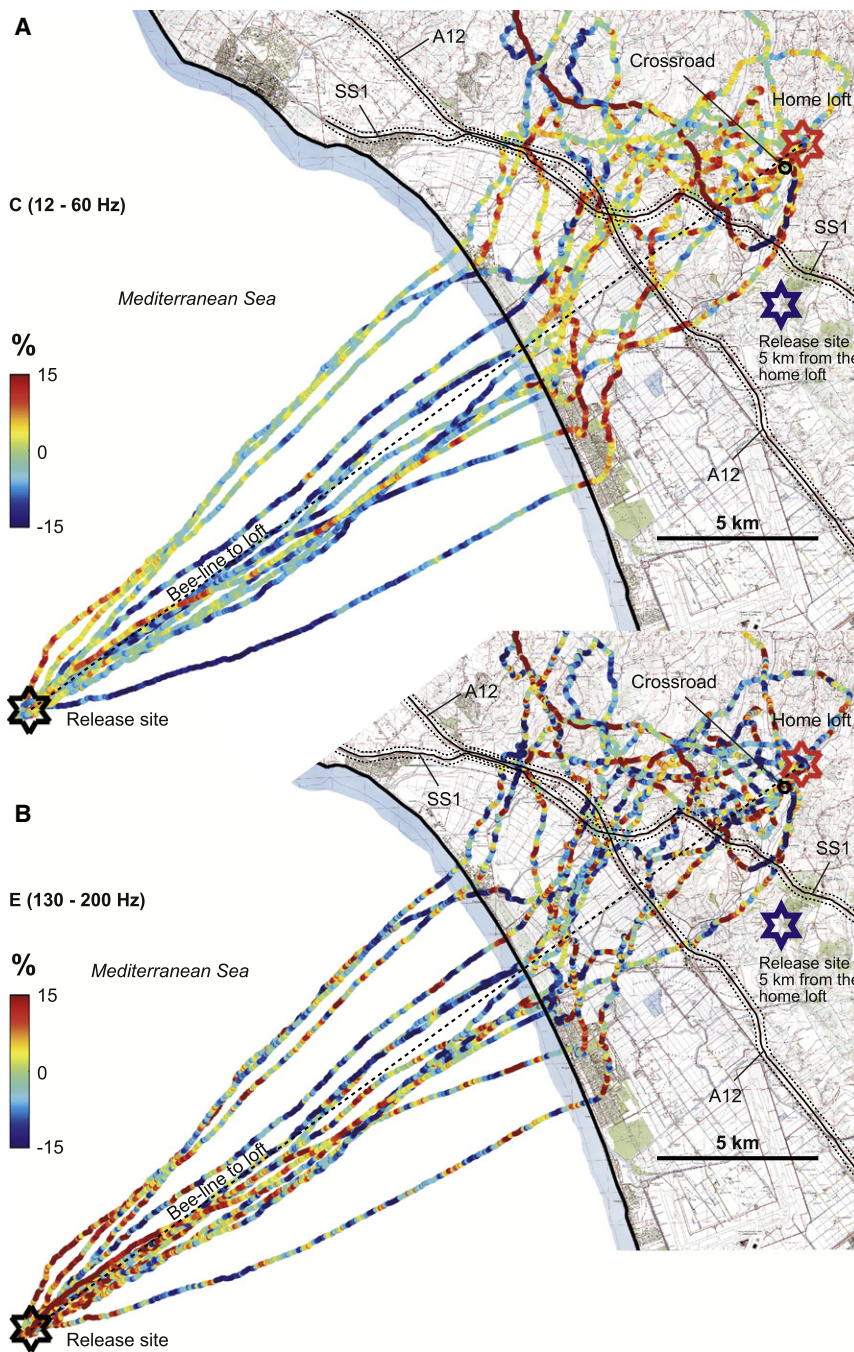 A
A12
Crossroad
SS1
Home loft
C (12 - 60 Hz)
SS1
Mediterranean Sea
%
15
0
-15
Release site
5 km from the
home loft
A12
5 km
Bee-line to loft
Release site
A12
Crossroad
Home loft
SS1
B
SS1
E (130 - 200 Hz)
Mediterranean Sea
%
15
0
-15
Release site
5 km from the
home loft
A12
5 km
Bee-line to loft
Release site